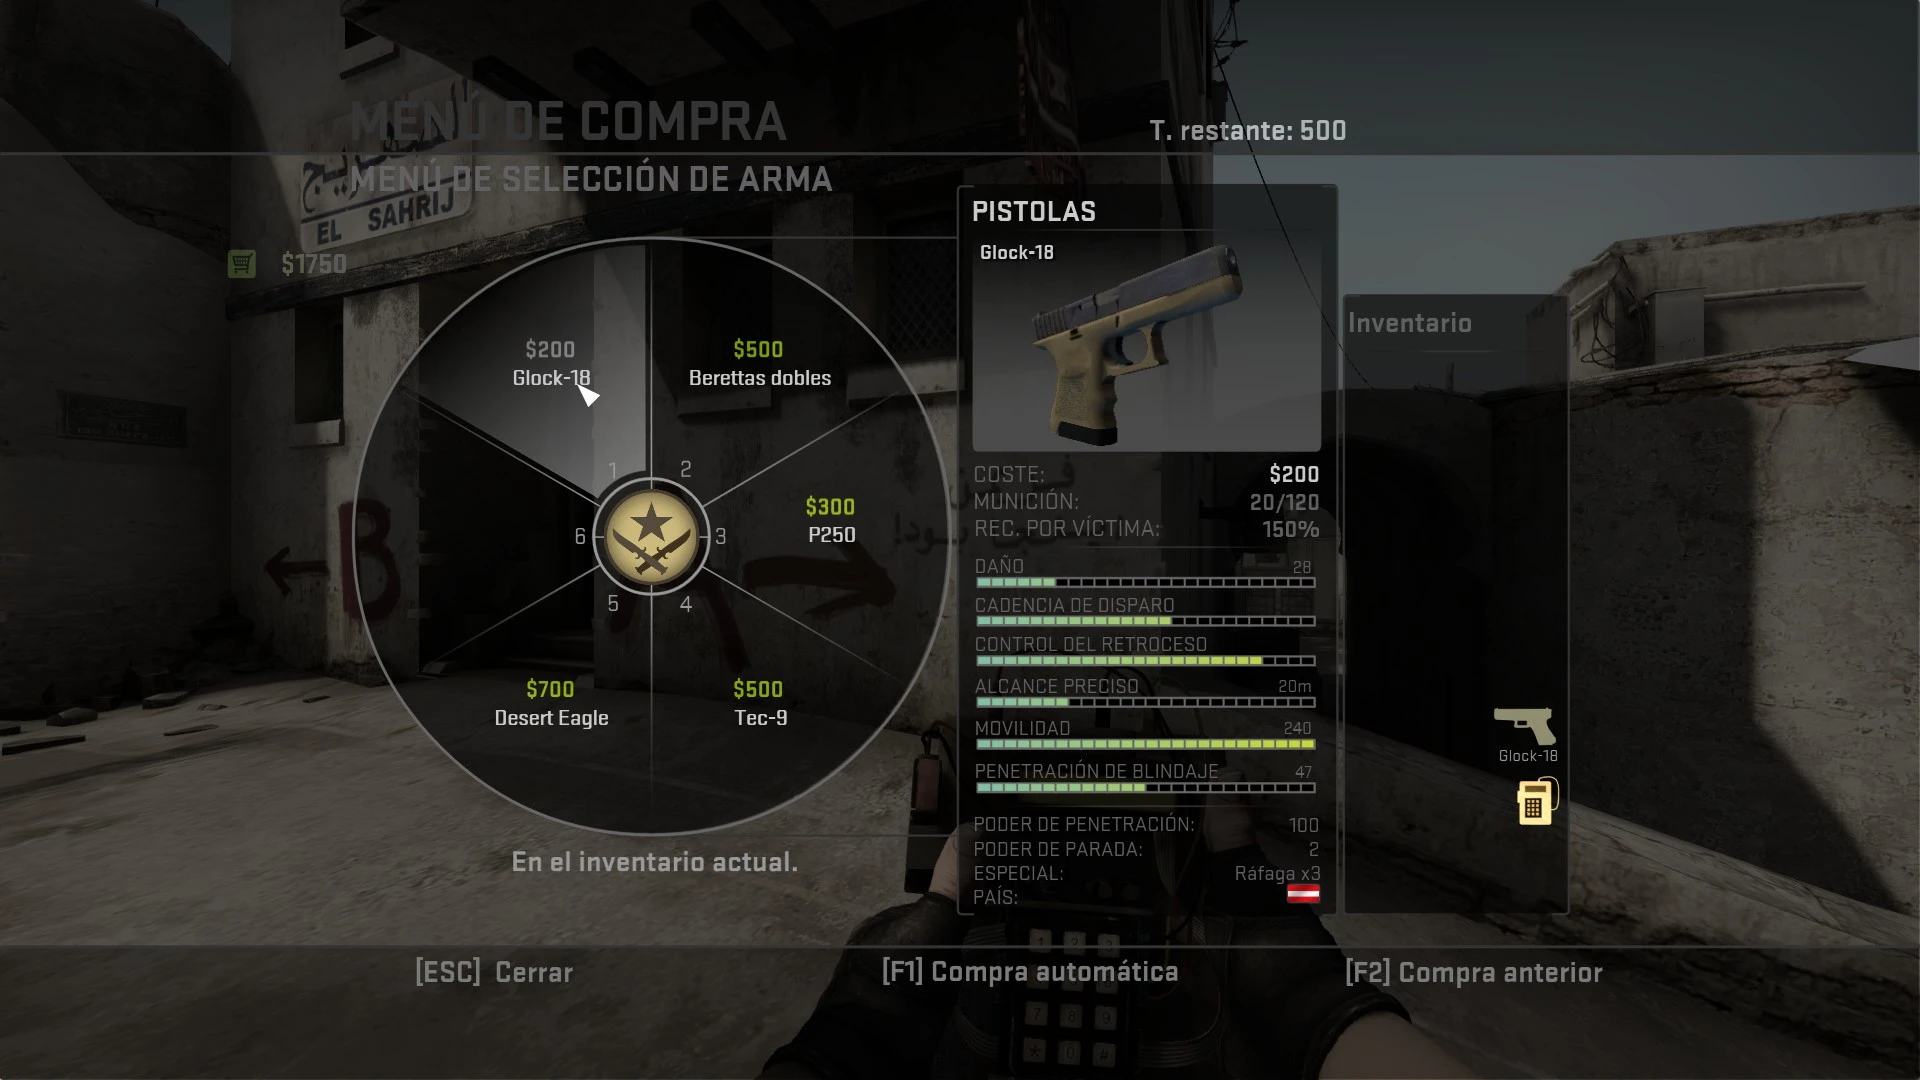 MENÚ DE COMPRA
T. restante: 500
MENÚ DE SELECCIÓN DE ARMA
EL SAHRIJ
$1750
$200
Glock-18
$500
Berettas dobles
1
2
$300
P250
6
3
5
4
$700
Desert Eagle
$500
Tec-9
En el inventario actual.
B
PISTOLAS
Glock-18
COSTE: $200
MUNICIÓN: 20/120
REC. POR VÍCTIMA: 150%
DAÑO 28
CADENCIA DE DISPARO
CONTROL DEL RETROCESO
ALCANCE PRECISO 20m
MOVILIDAD 240
PENETRACIÓN DE BLINDAJE 47
PODER DE PENETRACIÓN: 100
PODER DE PARADA: 2
ESPECIAL: Ráfaga x3
PAÍS:
Inventario
Glock-18
[ESC] Cerrar
[F1] Compra automática
[F2] Compra anterior
7 8 9
* 0 #